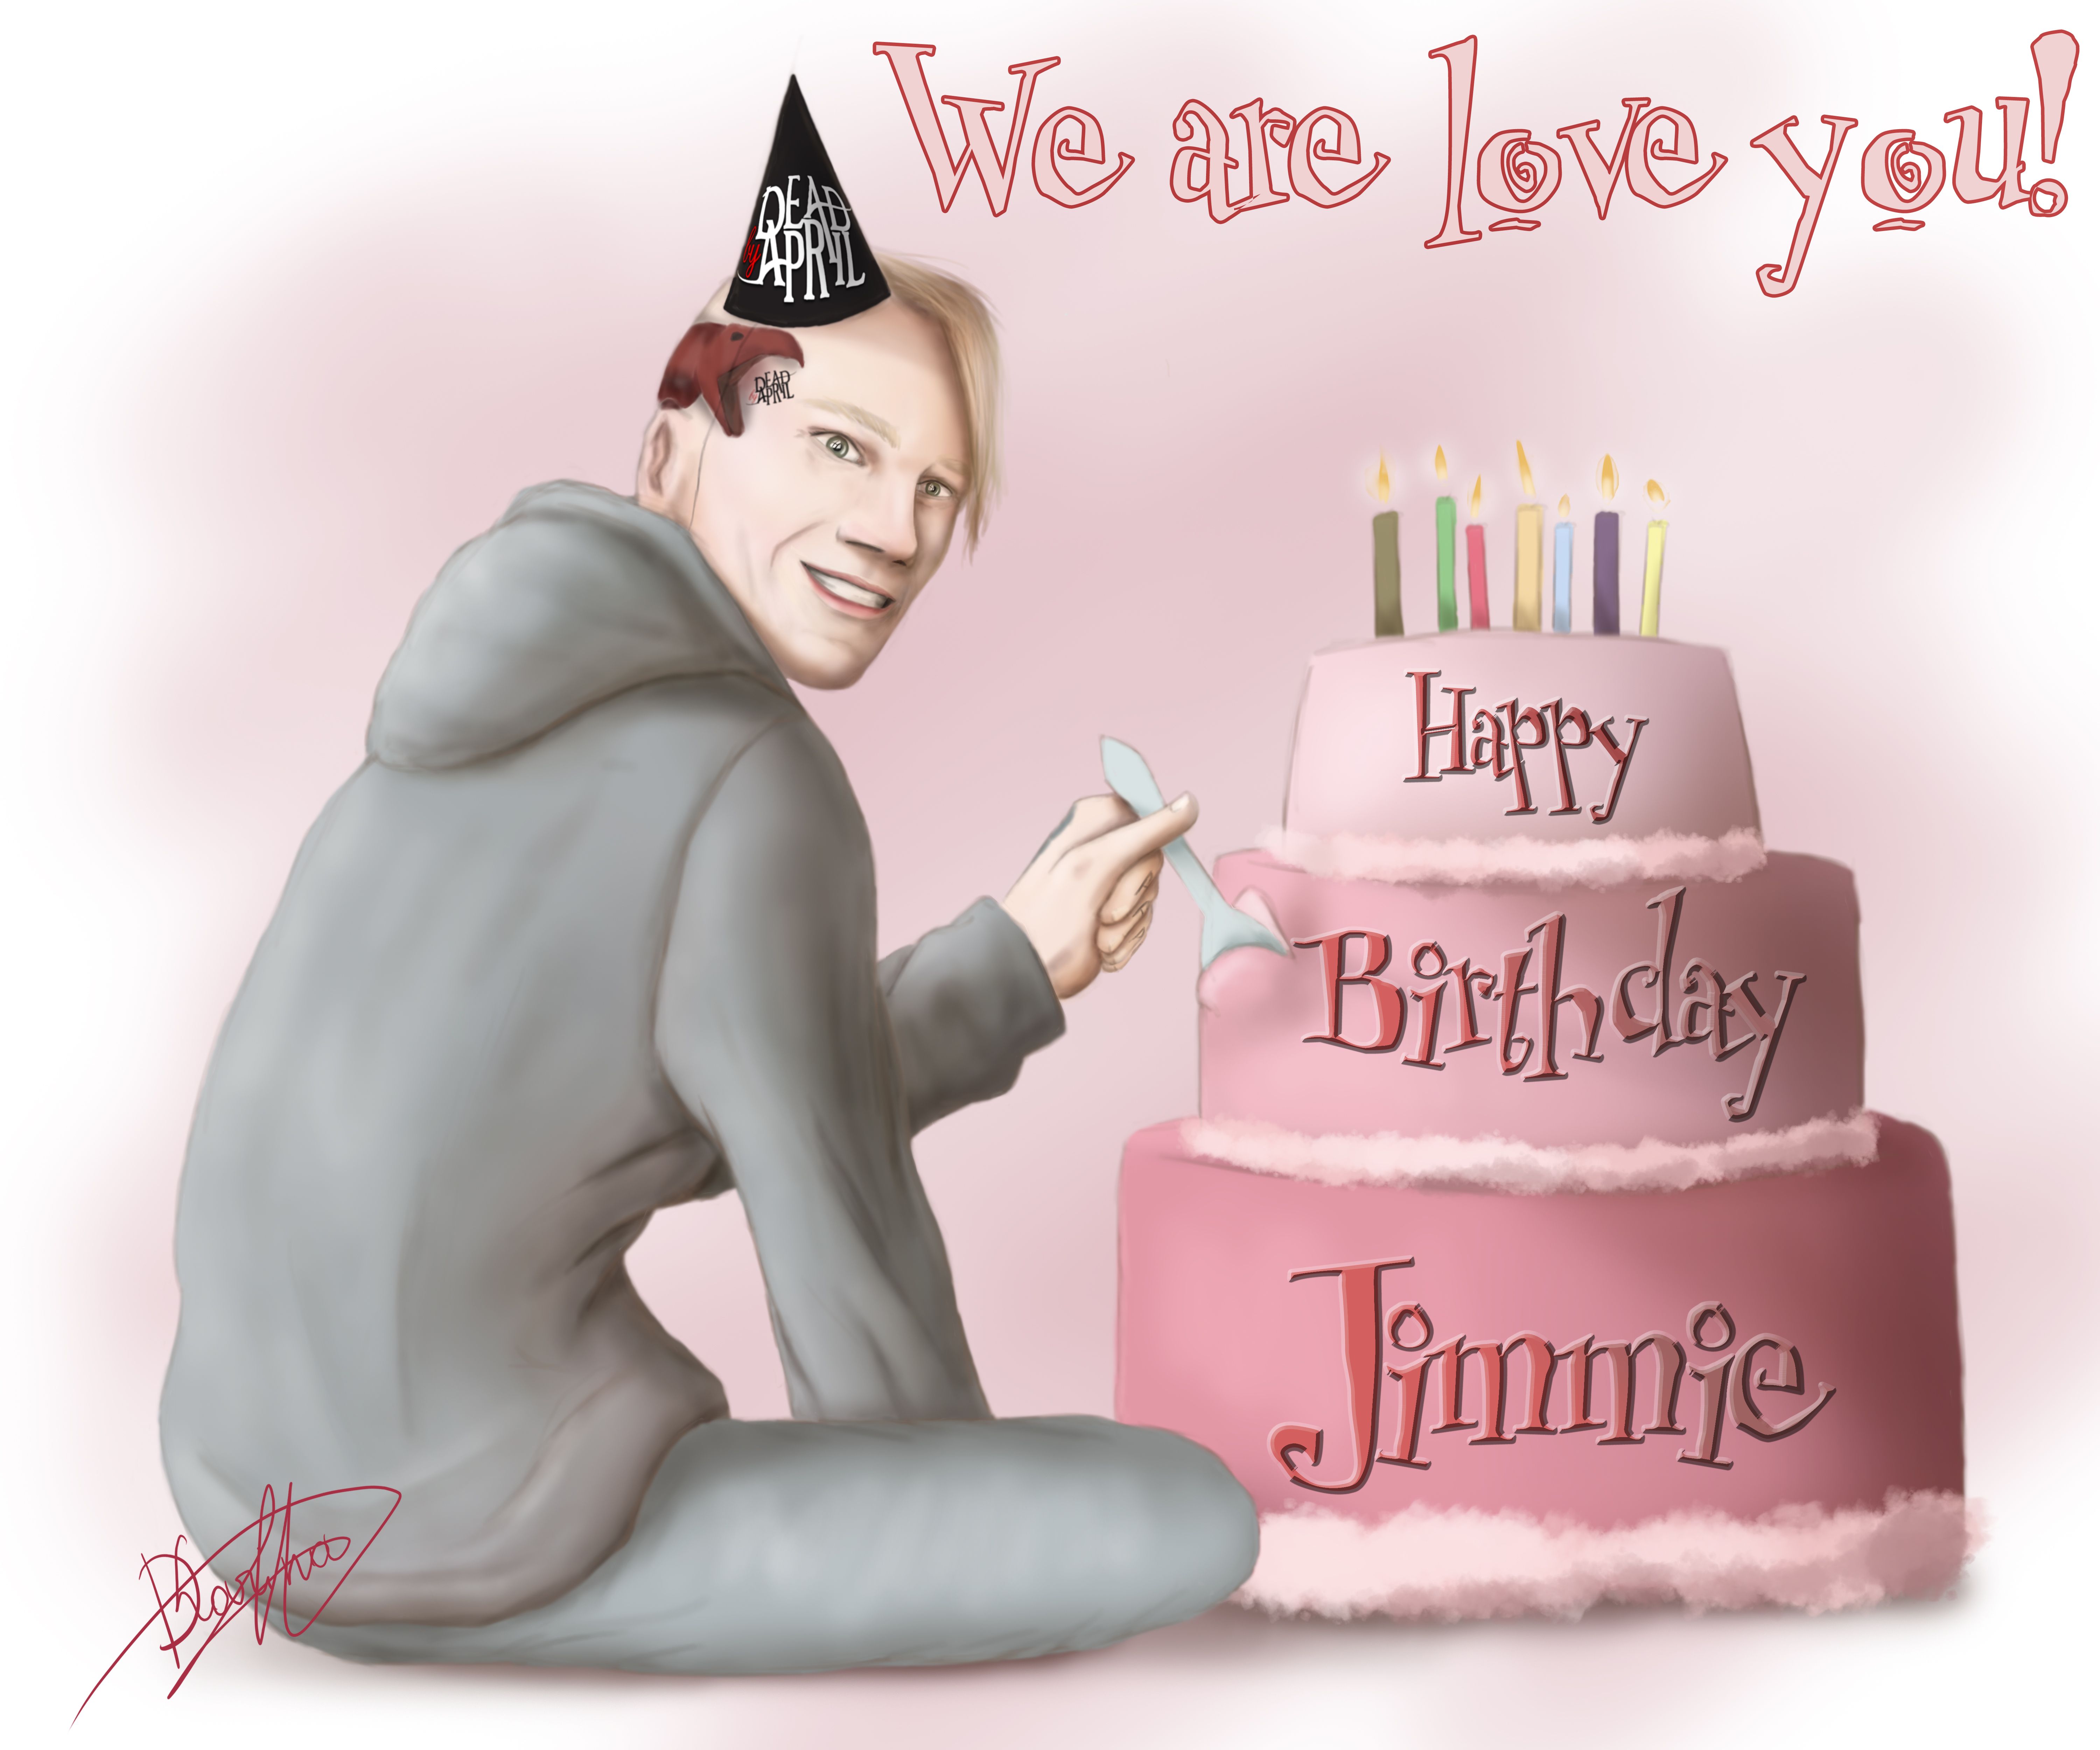 We are love you!
DEAD
by APRIL
DEAD
by APRIL
Happy
Birthday
Jimmie